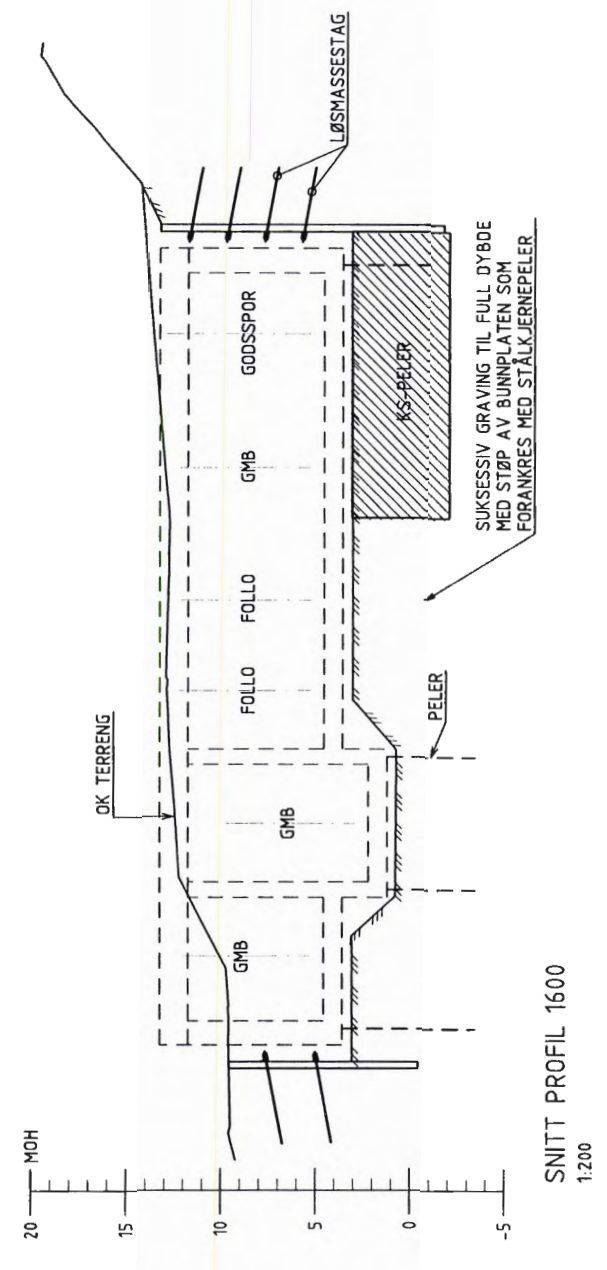 20 MOH
15
10
5
0
-5
OK TERRENG
LØSMASSESTAG
GMB
GMB
FOLLO
FOLLO
GMB
GODSSPOR
KS-PELER
PELER
SUKSESSIV GRAVING TIL FULL DYBDE
MED STØP AV BUNNPLATEN SOM
FORANKRES MED STÅLKJERNEPELER
SNITT PROFIL 1600
1:200